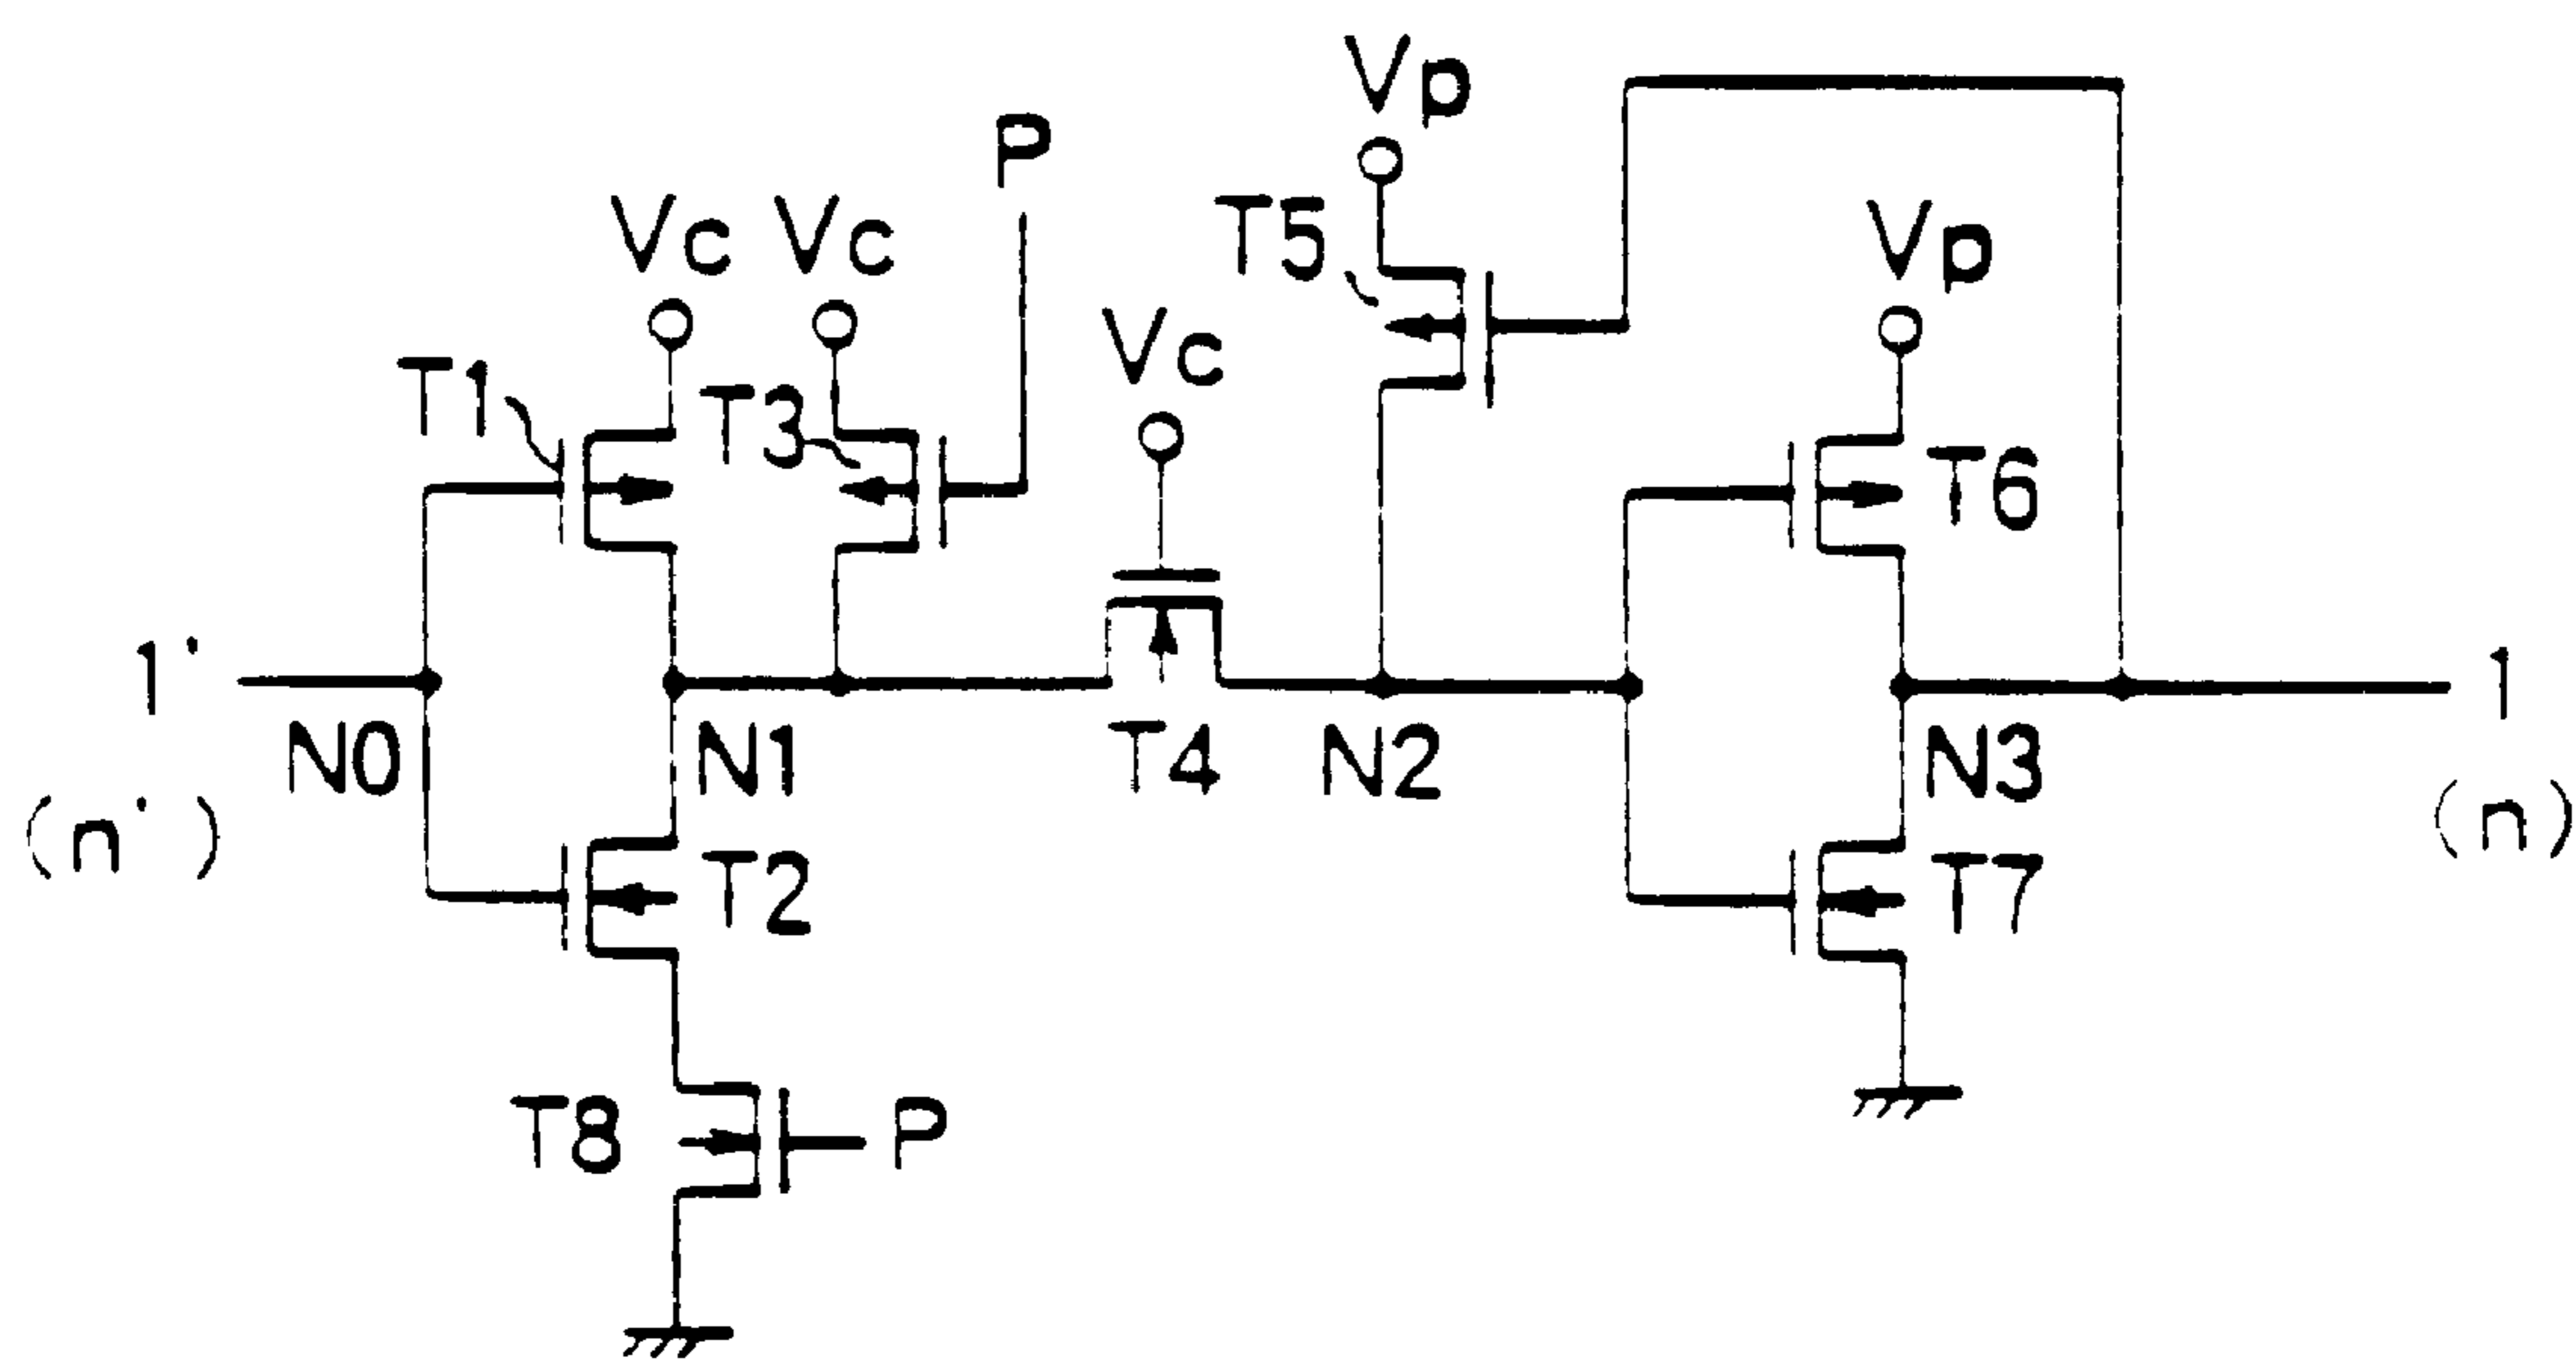 Vp
P
Vc
Vc
T5
Vp
Vc
T1
T3
T6
1'
N0
N1
T4
N2
N3
1
(n')
(n)
T2
T7
T8
P